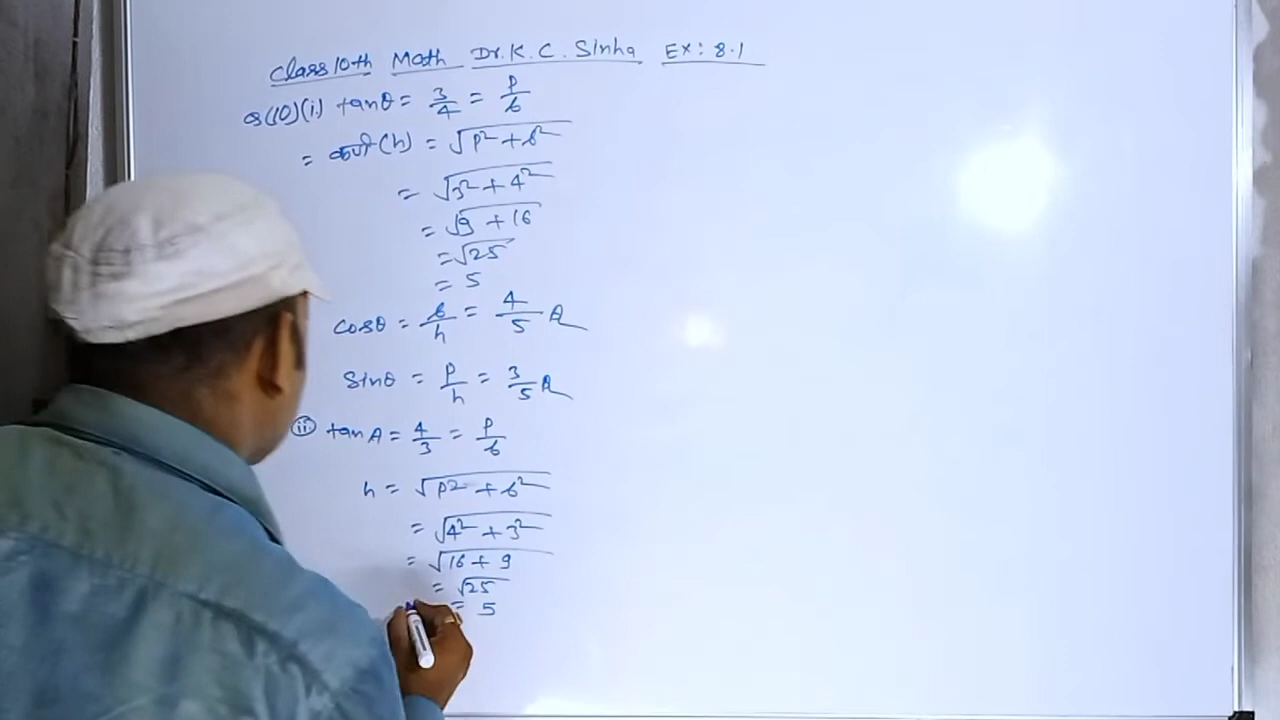 Class 10th Math Dr. K. C. Sinha Ex: 8.1
Q(10)(i) tanθ = 3/4 = p/b
= कर्ण (h) = √p² + b²
= √3² + 4²
= √9 + 16
= √25
= 5
cosθ = b/h = 4/5
sinθ = p/h = 3/5
(ii) tanA = 4/3 = p/b
h = √p² + b²
= √4² + 3²
= √16 + 9
= √25
= 5